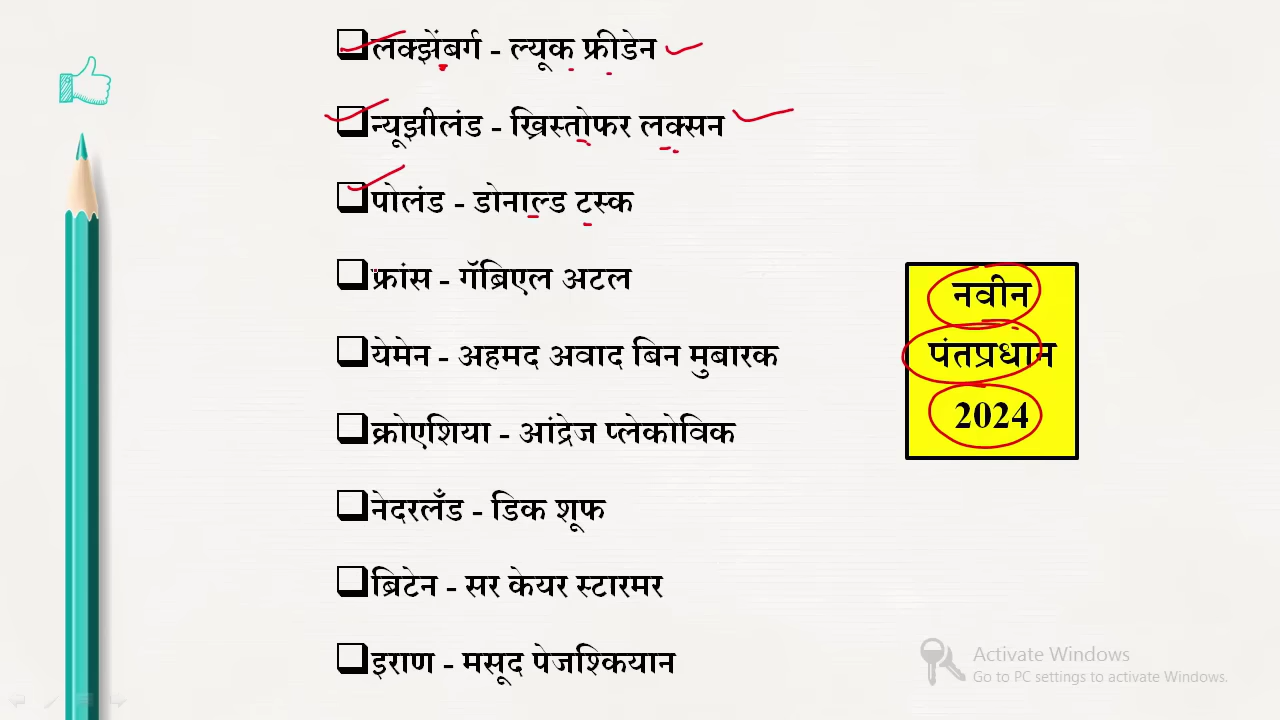 लक्झेंबर्ग - ल्यूक फ्रीडेन
न्यूझीलंड - ख्रिस्तोफर लक्सन
पोलंड - डोनाल्ड टस्क
फ्रांस - गॅब्रिएल अटल
येमेन - अहमद अवाद बिन मुबारक
क्रोएशिया - आंद्रेज प्लेकोविक
नेदरलँड - डिक शूफ
ब्रिटेन - सर केयर स्टारमर
इराण - मसूद पेजश्कियान
नवीन
पंतप्रधान
2024
Activate Windows
Go to PC settings to activate Windows.